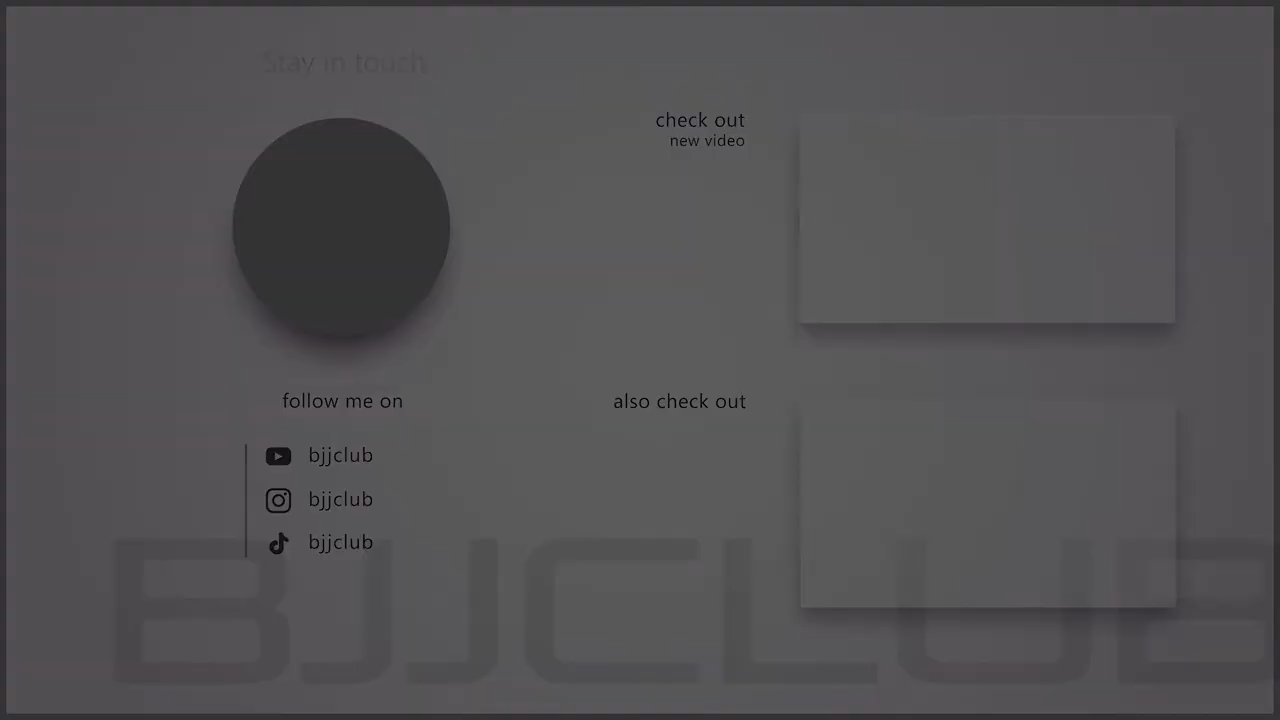 Stay in touch
check out
new video
follow me on
also check out
bjjclub
bjjclub
bjjclub
BJJCLUB